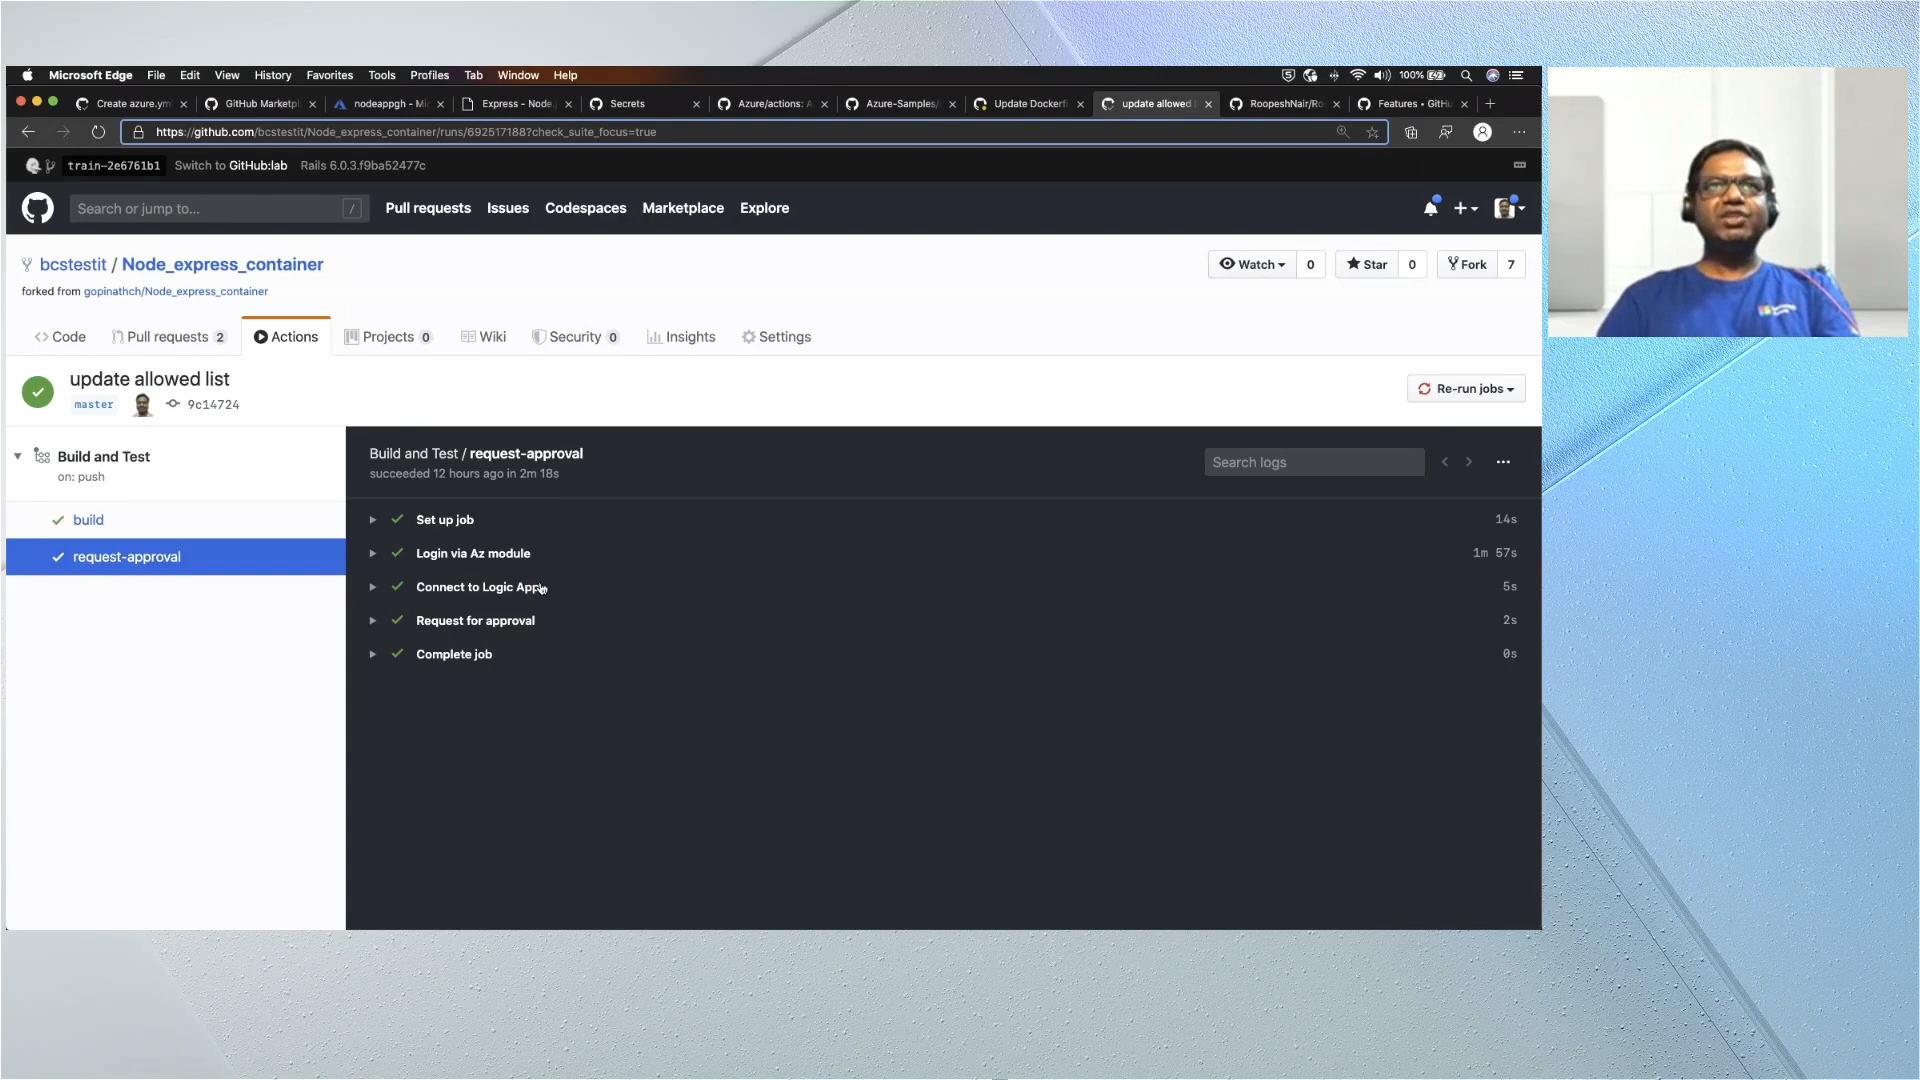 Microsoft Edge File Edit View History Favorites Tools Profiles Tab Window Help 100%
Create azure.ym GitHub Marketpl nodeappgh - Mi Express - Node. Secrets Azure/actions: A Azure-Samples/ Update Dockerfi update allowed RoopeshNair/Ro Features • GitHu
https://github.com/bcstestit/Node_express_container/runs/692517188?check_suite_focus=true
train-2e6761b1 Switch to GitHub:lab Rails 6.0.3.f9ba52477c
Search or jump to... / Pull requests Issues Codespaces Marketplace Explore
bcstestit / Node_express_container Watch 0 Star 0 Fork 7
forked from gopinathch/Node_express_container
Code Pull requests 2 Actions Projects 0 Wiki Security 0 Insights Settings
update allowed list
master 9c14724
Re-run jobs
Build and Test
on: push
build
request-approval
Build and Test / request-approval
succeeded 12 hours ago in 2m 18s
Search logs
Set up job 14s
Login via Az module 1m 57s
Connect to Logic App 5s
Request for approval 2s
Complete job 0s